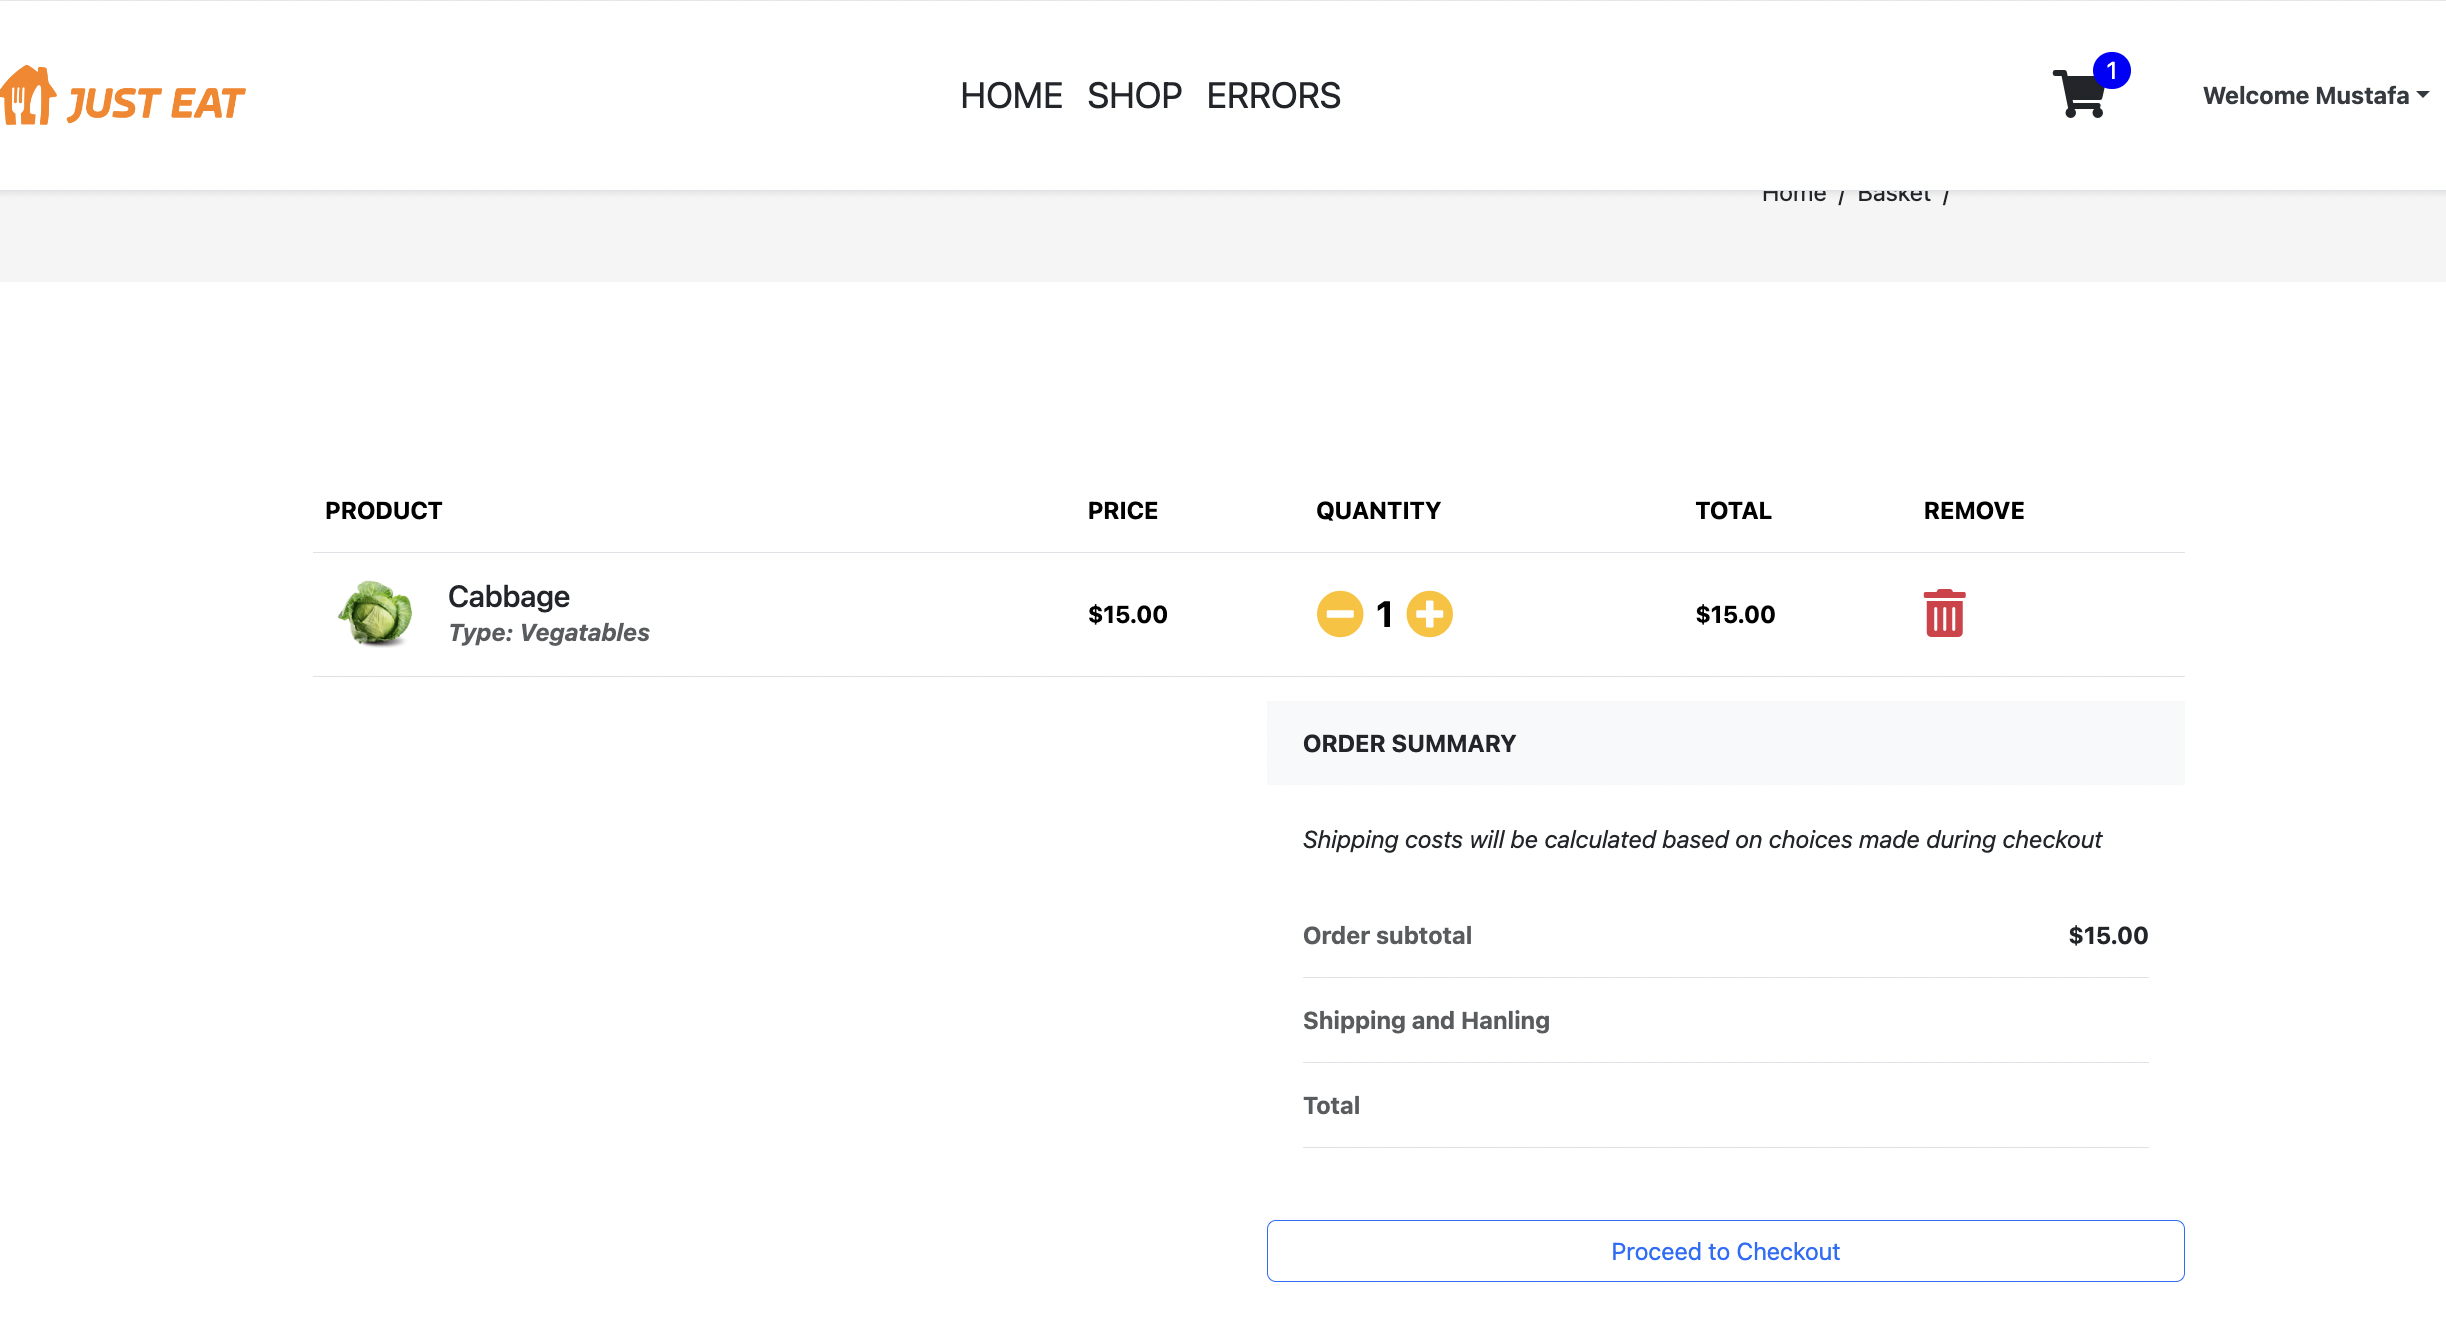 JUST EAT
HOME SHOP ERRORS
1
Welcome Mustafa
Home / Basket /
PRODUCT PRICE QUANTITY TOTAL REMOVE
Cabbage
Type: Vegatables
$15.00 1 $15.00
ORDER SUMMARY
Shipping costs will be calculated based on choices made during checkout
Order subtotal $15.00
Shipping and Hanling
Total
Proceed to Checkout